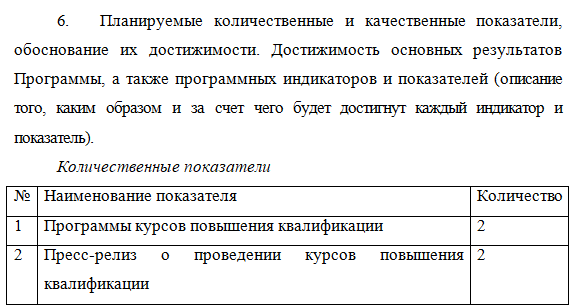 6. Планируемые количественные и качественные показатели,
обоснование их достижимости. Достижимость основных результатов
Программы, а также программных индикаторов и показателей (описание
того, каким образом и за счет чего будет достигнут каждый индикатор и
показатель).
Количественные показатели
№ Наименование показателя Количество
1 Программы курсов повышения квалификации 2
2 Пресс-релиз о проведении курсов повышения 2
квалификации